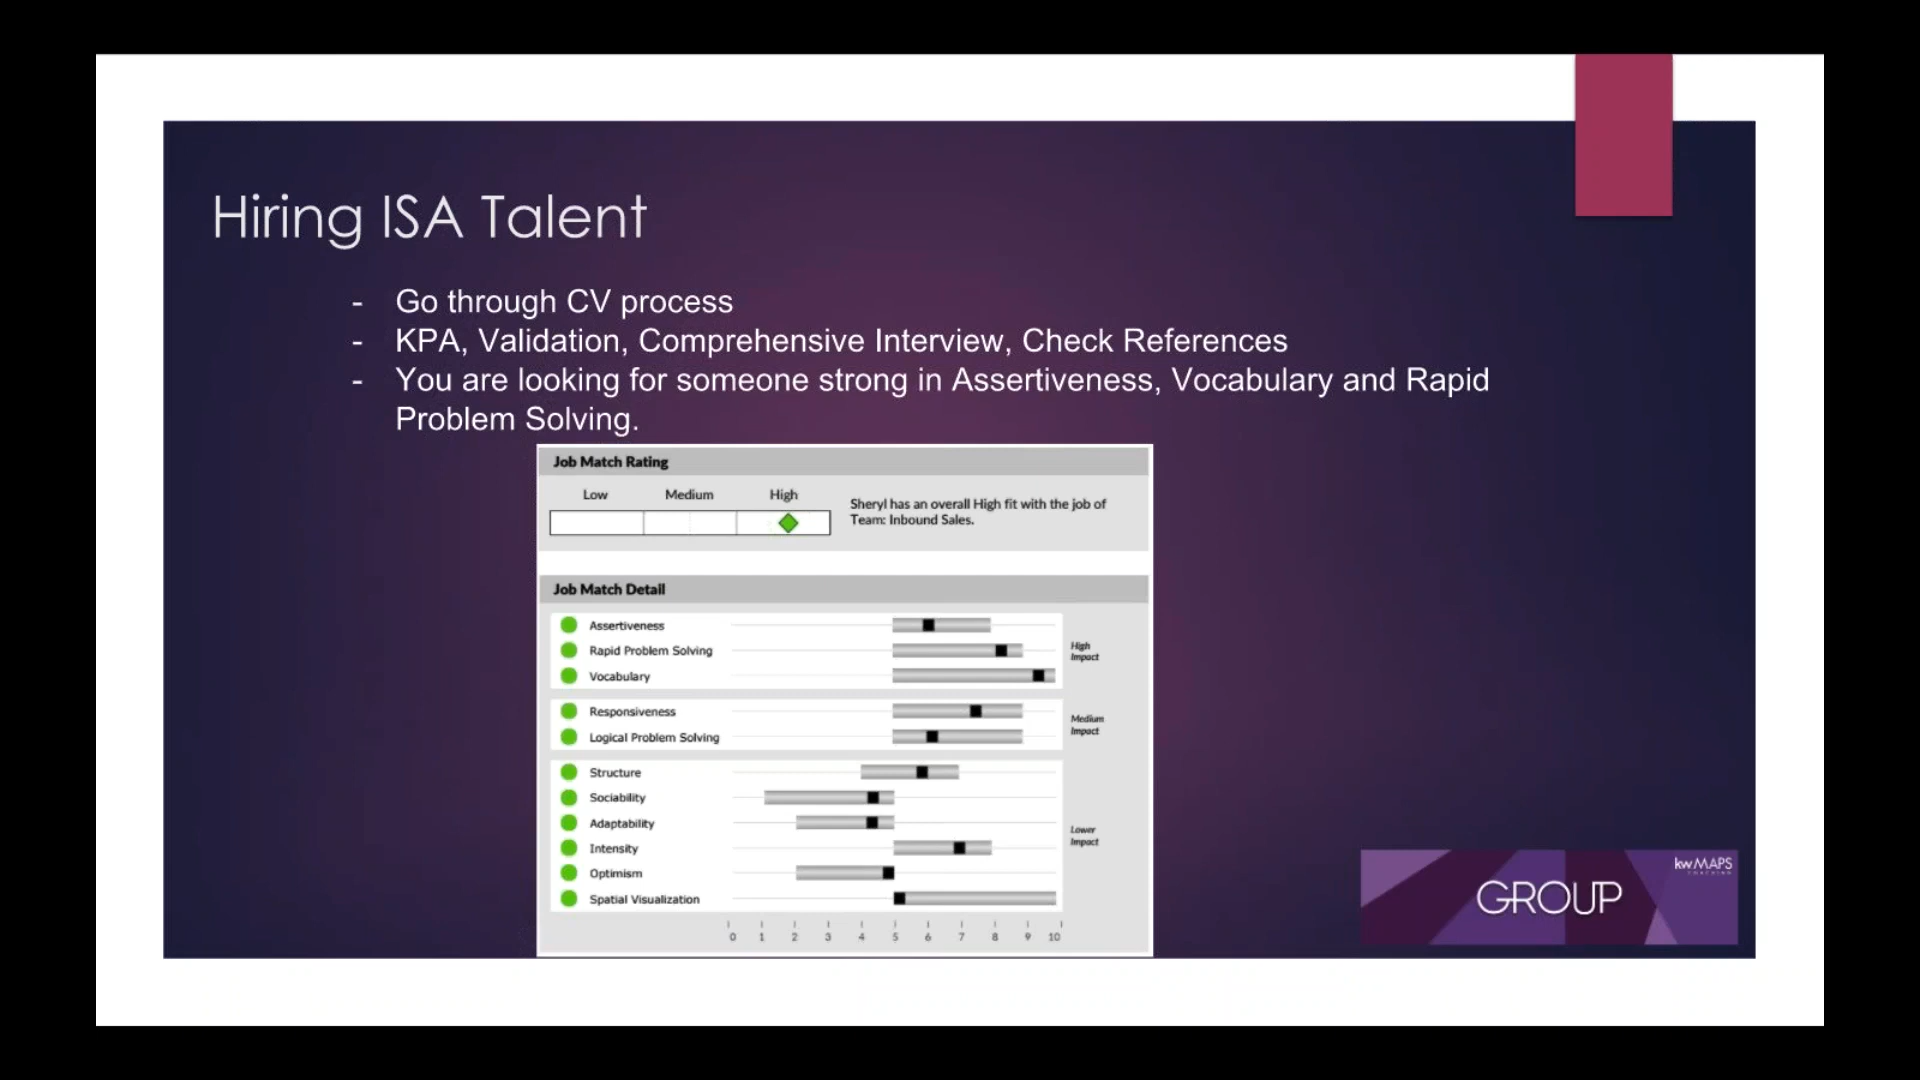 Hiring ISA Talent
- Go through CV process
- KPA, Validation, Comprehensive Interview, Check References
- You are looking for someone strong in Assertiveness, Vocabulary and Rapid
Problem Solving.
Job Match Rating
Low Medium High
Sheryl has an overall High fit with the job of
Team: Inbound Sales.
Job Match Detail
Assertiveness
Rapid Problem Solving
Vocabulary
High
Impact
Responsiveness
Logical Problem Solving
Medium
Impact
Structure
Sociability
Adaptability
Intensity
Optimism
Spatial Visualization
Lower
Impact
0 1 2 3 4 5 6 7 8 9 10
kwMAPS
COACHING
GROUP